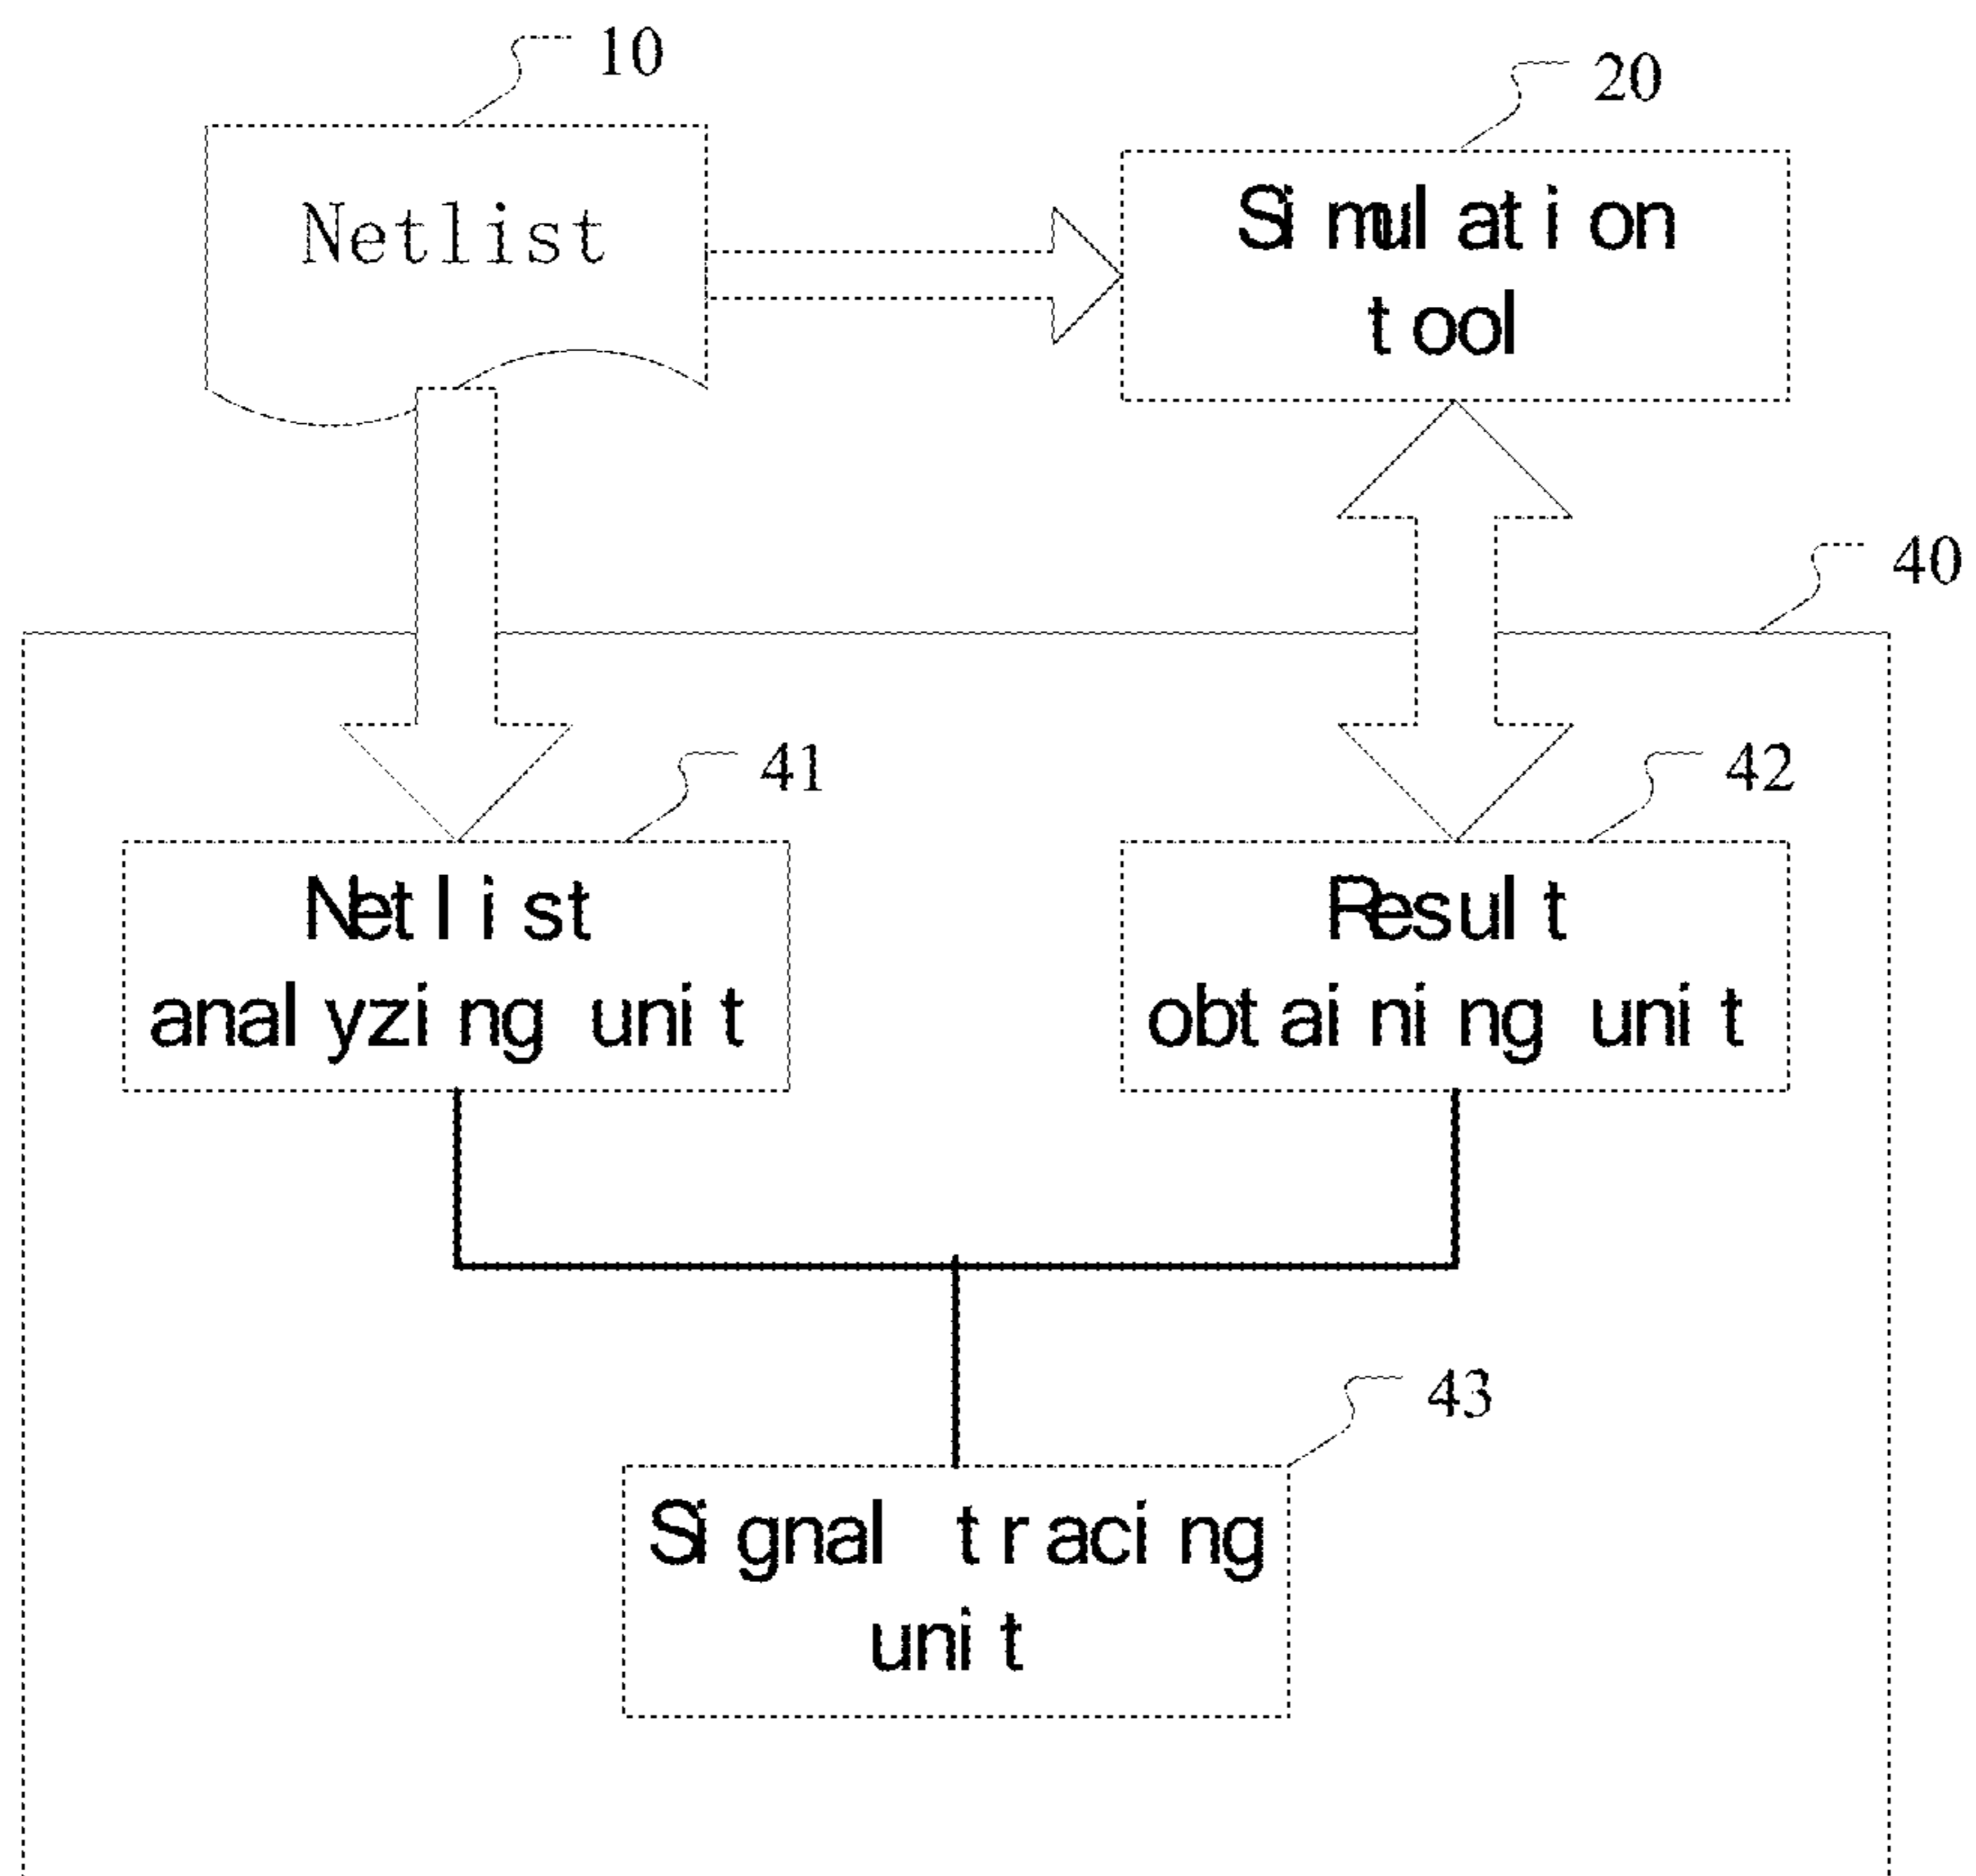 10
20
Netlist
Simulation
tool
40
41
42
Netlist
analyzing unit
Result
obtaining unit
43
Signal tracing
unit